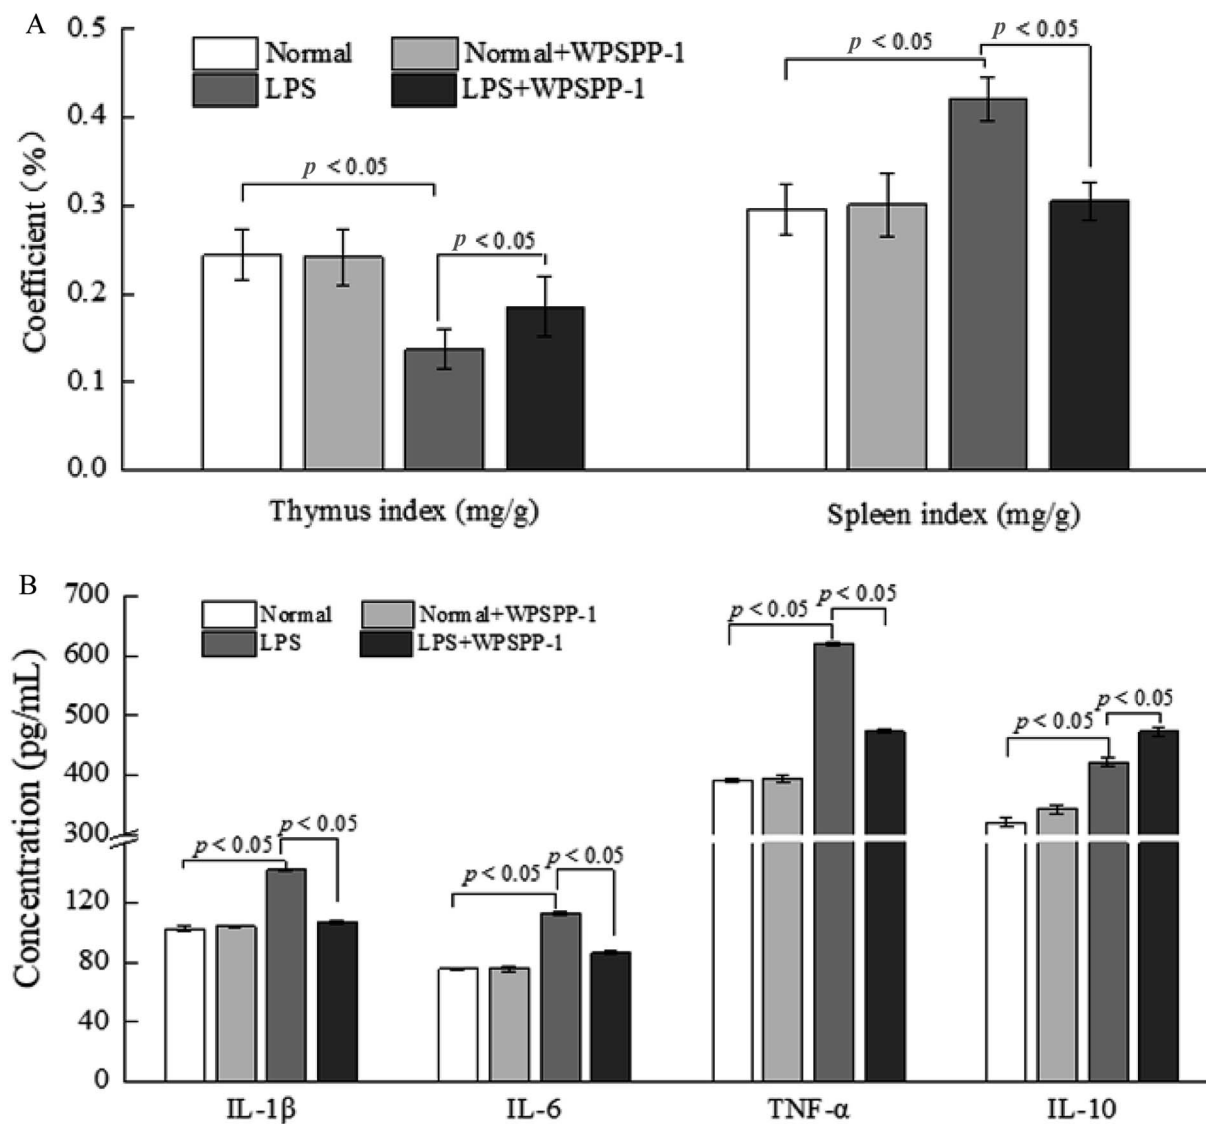 A
0.5
0.4
0.3
0.2
0.1
0.0
Coefficient (%)
Normal
Normal+WPSPP-1
LPS
LPS+WPSPP-1
p < 0.05
p < 0.05
p < 0.05
p < 0.05
Thymus index (mg/g)
Spleen index (mg/g)
B
700
600
500
400
300
120
80
40
0
Concentration (pg/mL)
Normal
Normal+WPSPP-1
LPS
LPS+WPSPP-1
p < 0.05
p < 0.05
p < 0.05
p < 0.05
p < 0.05
p < 0.05
p < 0.05
p < 0.05
IL-1β
IL-6
TNF-α
IL-10